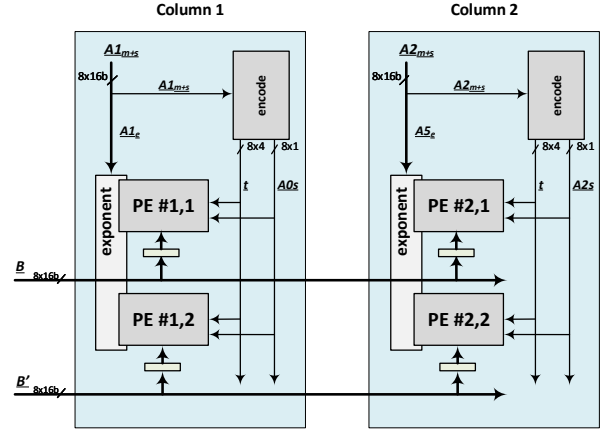 Column 1
Column 2
A1m+s
8x16b
A1m+s
encode
8x4
8x1
A1e
t
A0s
exponent
PE #1,1
PE #1,2
A2m+s
8x16b
A2m+s
encode
8x4
8x1
A5e
t
A2s
exponent
PE #2,1
PE #2,2
B
8x16b
B'
8x16b